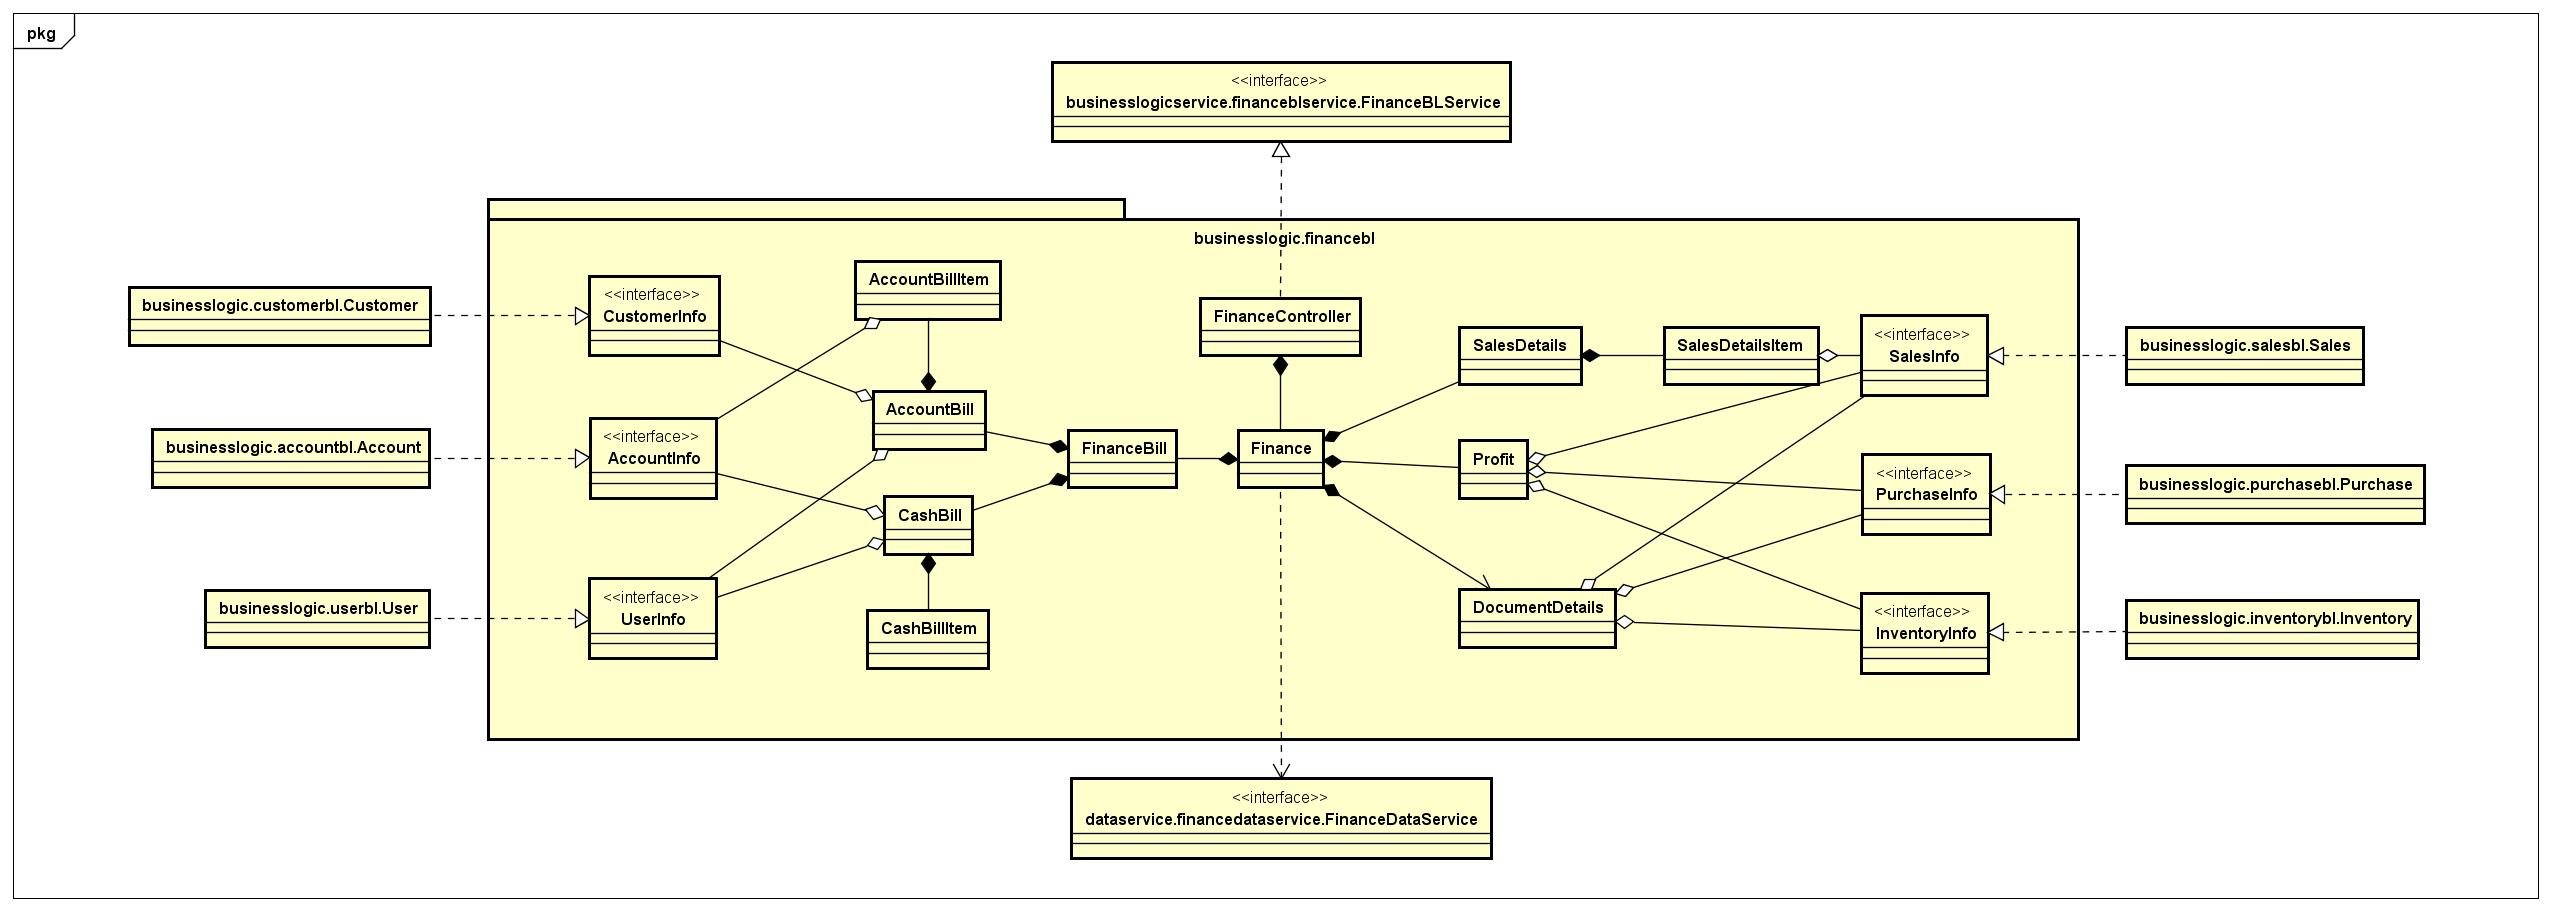 pkg
<<interface>>
businesslogicservice.financeblservice.FinanceBLService
businesslogic.financebl
businesslogic.customerbl.Customer
<<interface>>
CustomerInfo
AccountBillItem
FinanceController
SalesDetails
SalesDetailsItem
<<interface>>
SalesInfo
businesslogic.salesbl.Sales
businesslogic.accountbl.Account
<<interface>>
AccountInfo
AccountBill
FinanceBill
Finance
Profit
<<interface>>
PurchaseInfo
businesslogic.purchasebl.Purchase
CashBill
businesslogic.userbl.User
<<interface>>
UserInfo
CashBillItem
DocumentDetails
<<interface>>
InventoryInfo
businesslogic.inventorybl.Inventory
<<interface>>
dataservice.financedataservice.FinanceDataService